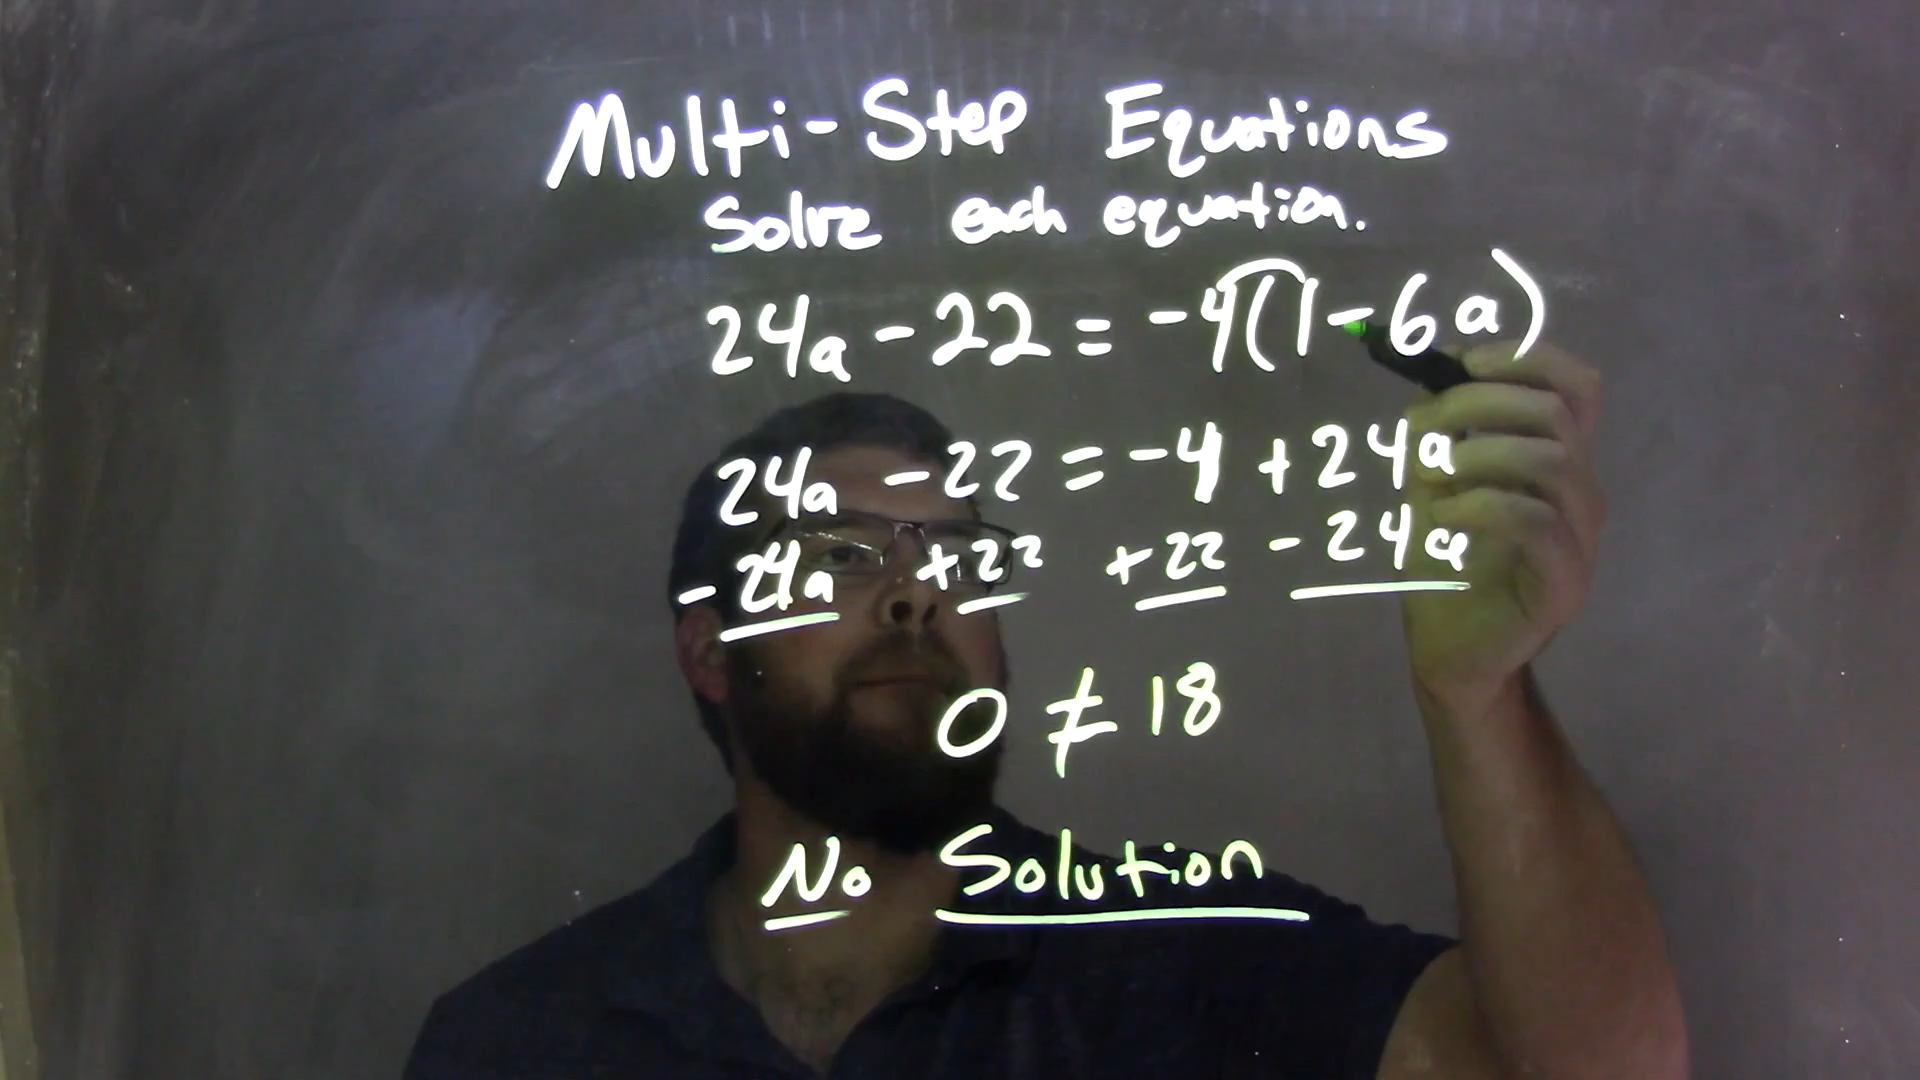 Multi-Step Equations
Solve each equation.
24a - 22 = -4(1 - 6a)
24a - 22 = -4 + 24a
- 24a + 22 + 22 - 24a
0 ≠ 18
No Solution